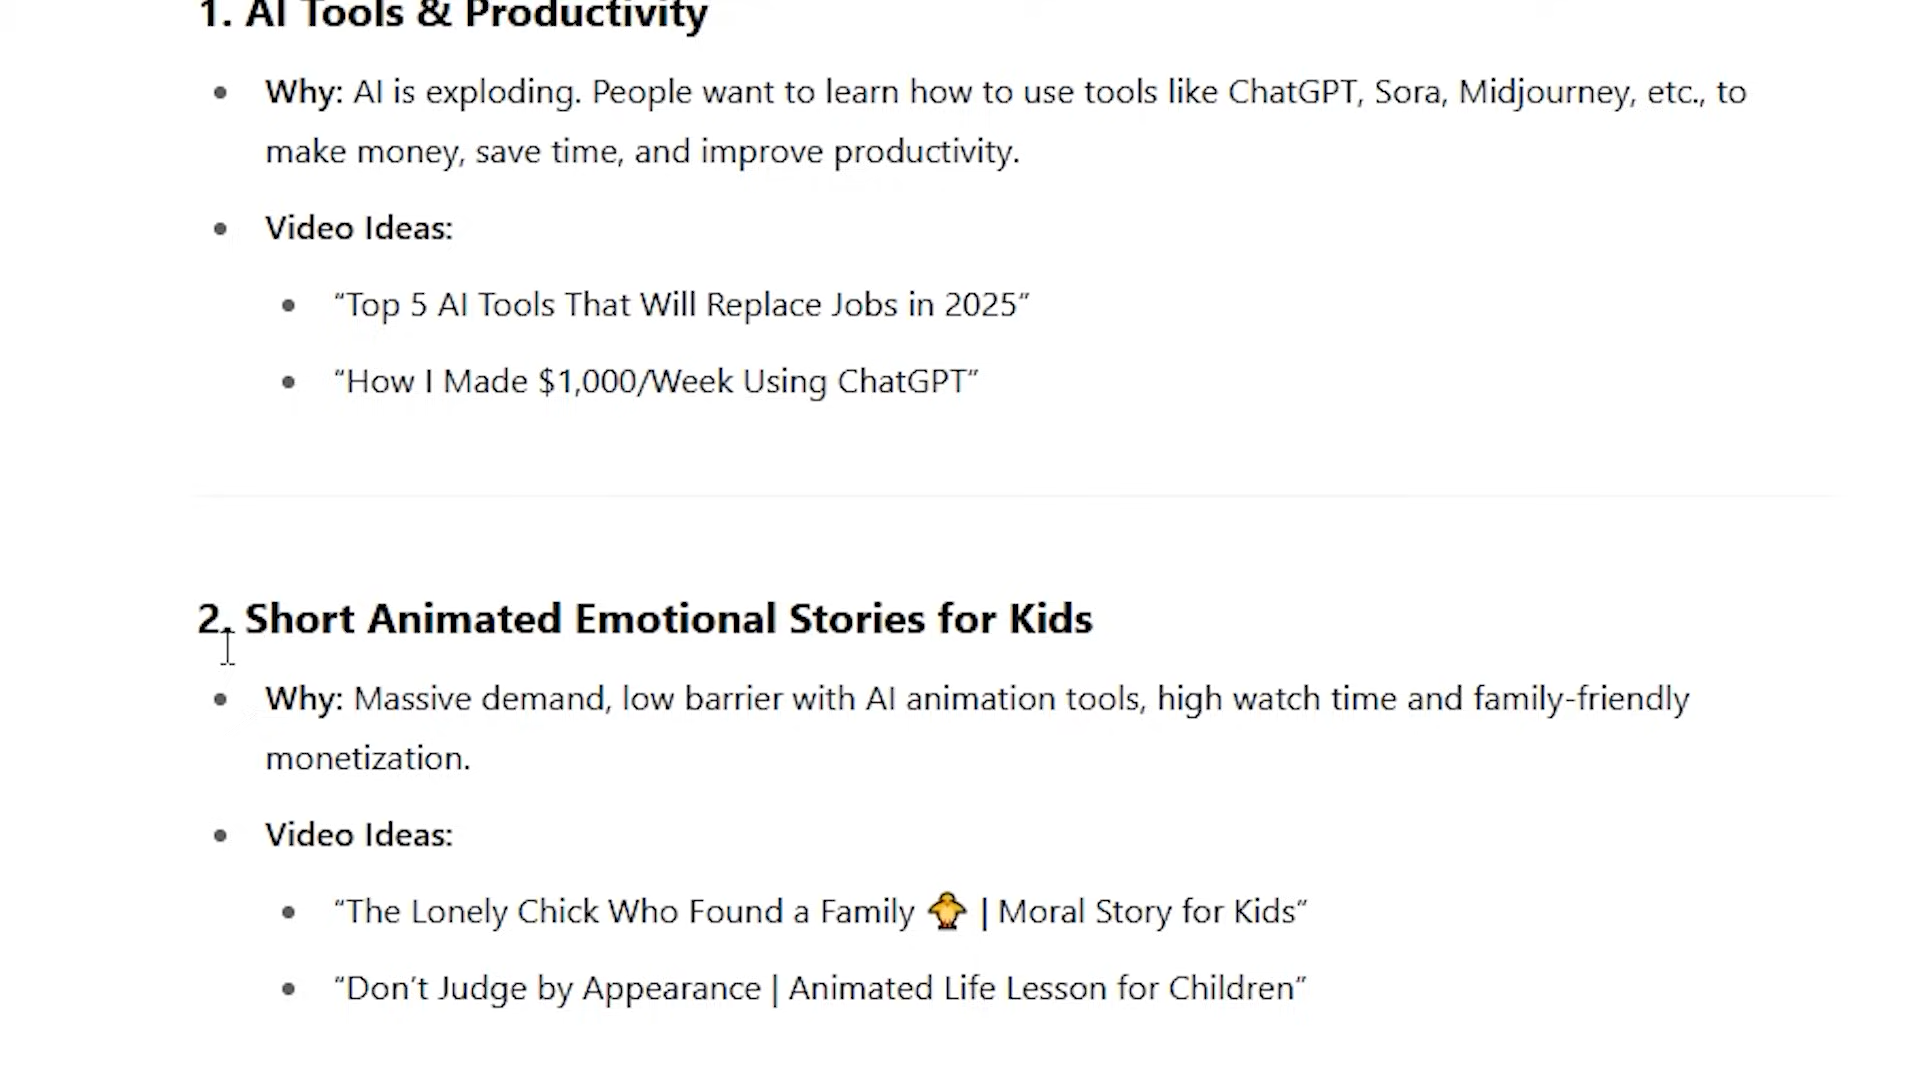 1. AI Tools & Productivity
Why: AI is exploding. People want to learn how to use tools like ChatGPT, Sora, Midjourney, etc., to
make money, save time, and improve productivity.
Video Ideas:
“Top 5 AI Tools That Will Replace Jobs in 2025”
“How I Made $1,000/Week Using ChatGPT”
2. Short Animated Emotional Stories for Kids
Why: Massive demand, low barrier with AI animation tools, high watch time and family-friendly
monetization.
Video Ideas:
“The Lonely Chick Who Found a Family 🐥 | Moral Story for Kids”
“Don’t Judge by Appearance | Animated Life Lesson for Children”